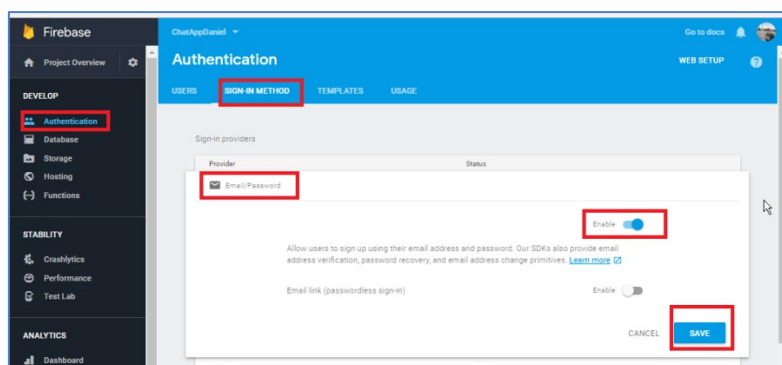 Firebase
ChatAppDaniel
Go to docs
Project Overview
Authentication
WEB SETUP
DEVELOP
USERS
SIGN-IN METHOD
TEMPLATES
USAGE
Authentication
Database
Storage
Hosting
Functions
Sign-in providers
Provider
Status
Email/Password
Enable
Allow users to sign up using their email address and password. Our SDKs also provide email
address verification, password recovery, and email address change primitives. Learn more
Email link (passwordless sign-in)
Enable
CANCEL
SAVE
STABILITY
Crashlytics
Performance
Test Lab
ANALYTICS
Dashboard